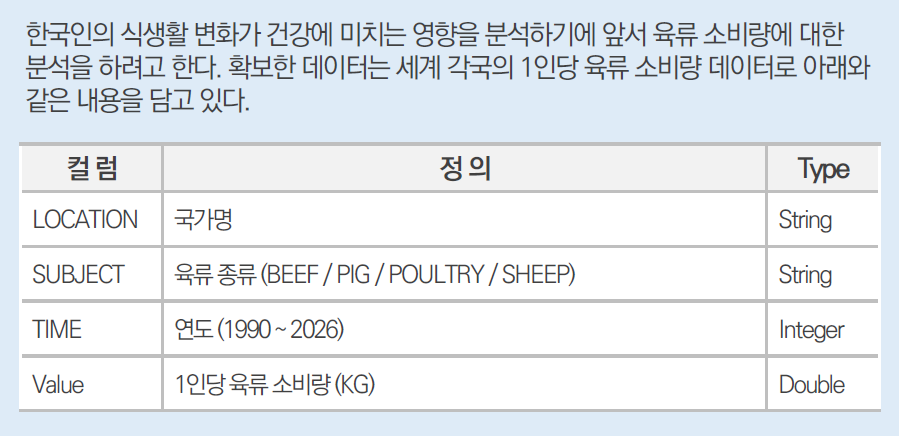 한국인의 식생활 변화가 건강에 미치는 영향을 분석하기에 앞서 육류 소비량에 대한
분석을 하려고 한다. 확보한 데이터는 세계 각국의 1인당 육류 소비량 데이터로 아래와
같은 내용을 담고 있다.
컬 럼 정 의 Type
LOCATION 국가명 String
SUBJECT 육류 종류 (BEEF / PIG / POULTRY / SHEEP) String
TIME 연도 (1990 ~ 2026) Integer
Value 1인당 육류 소비량 (KG) Double